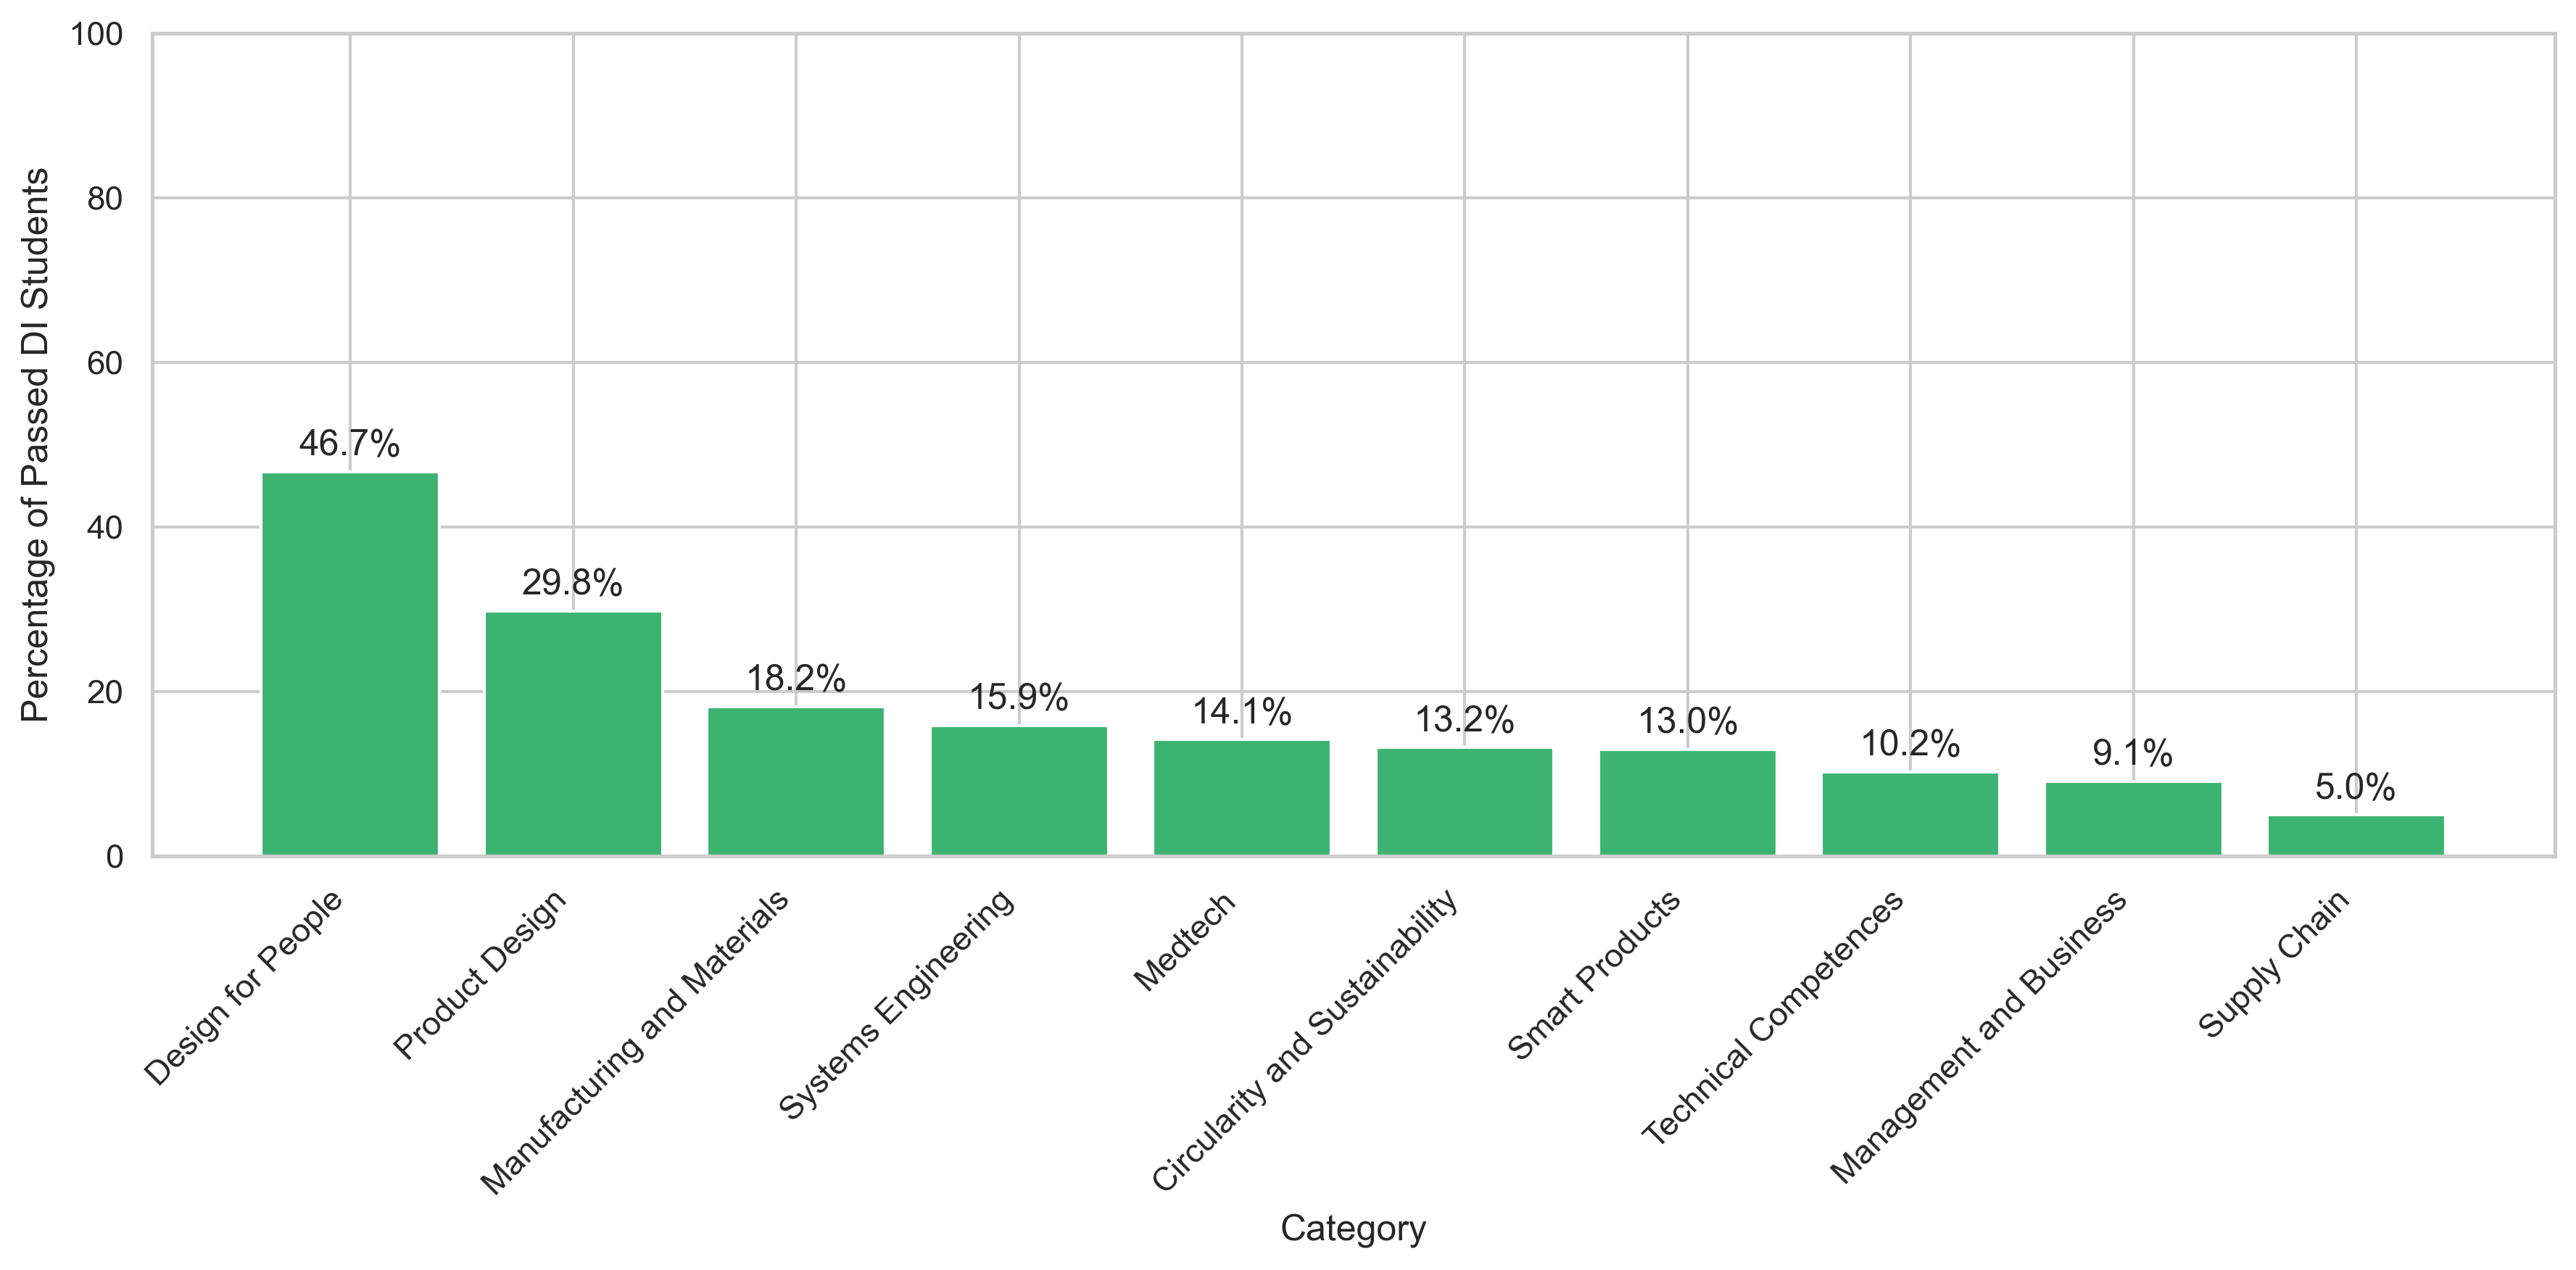 Percentage of Passed DI Students
100
80
60
40
20
0
46.7%
29.8%
18.2%
15.9%
14.1%
13.2%
13.0%
10.2%
9.1%
5.0%
Design for People
Product Design
Manufacturing and Materials
Systems Engineering
Medtech
Circularity and Sustainability
Smart Products
Technical Competences
Management and Business
Supply Chain
Category